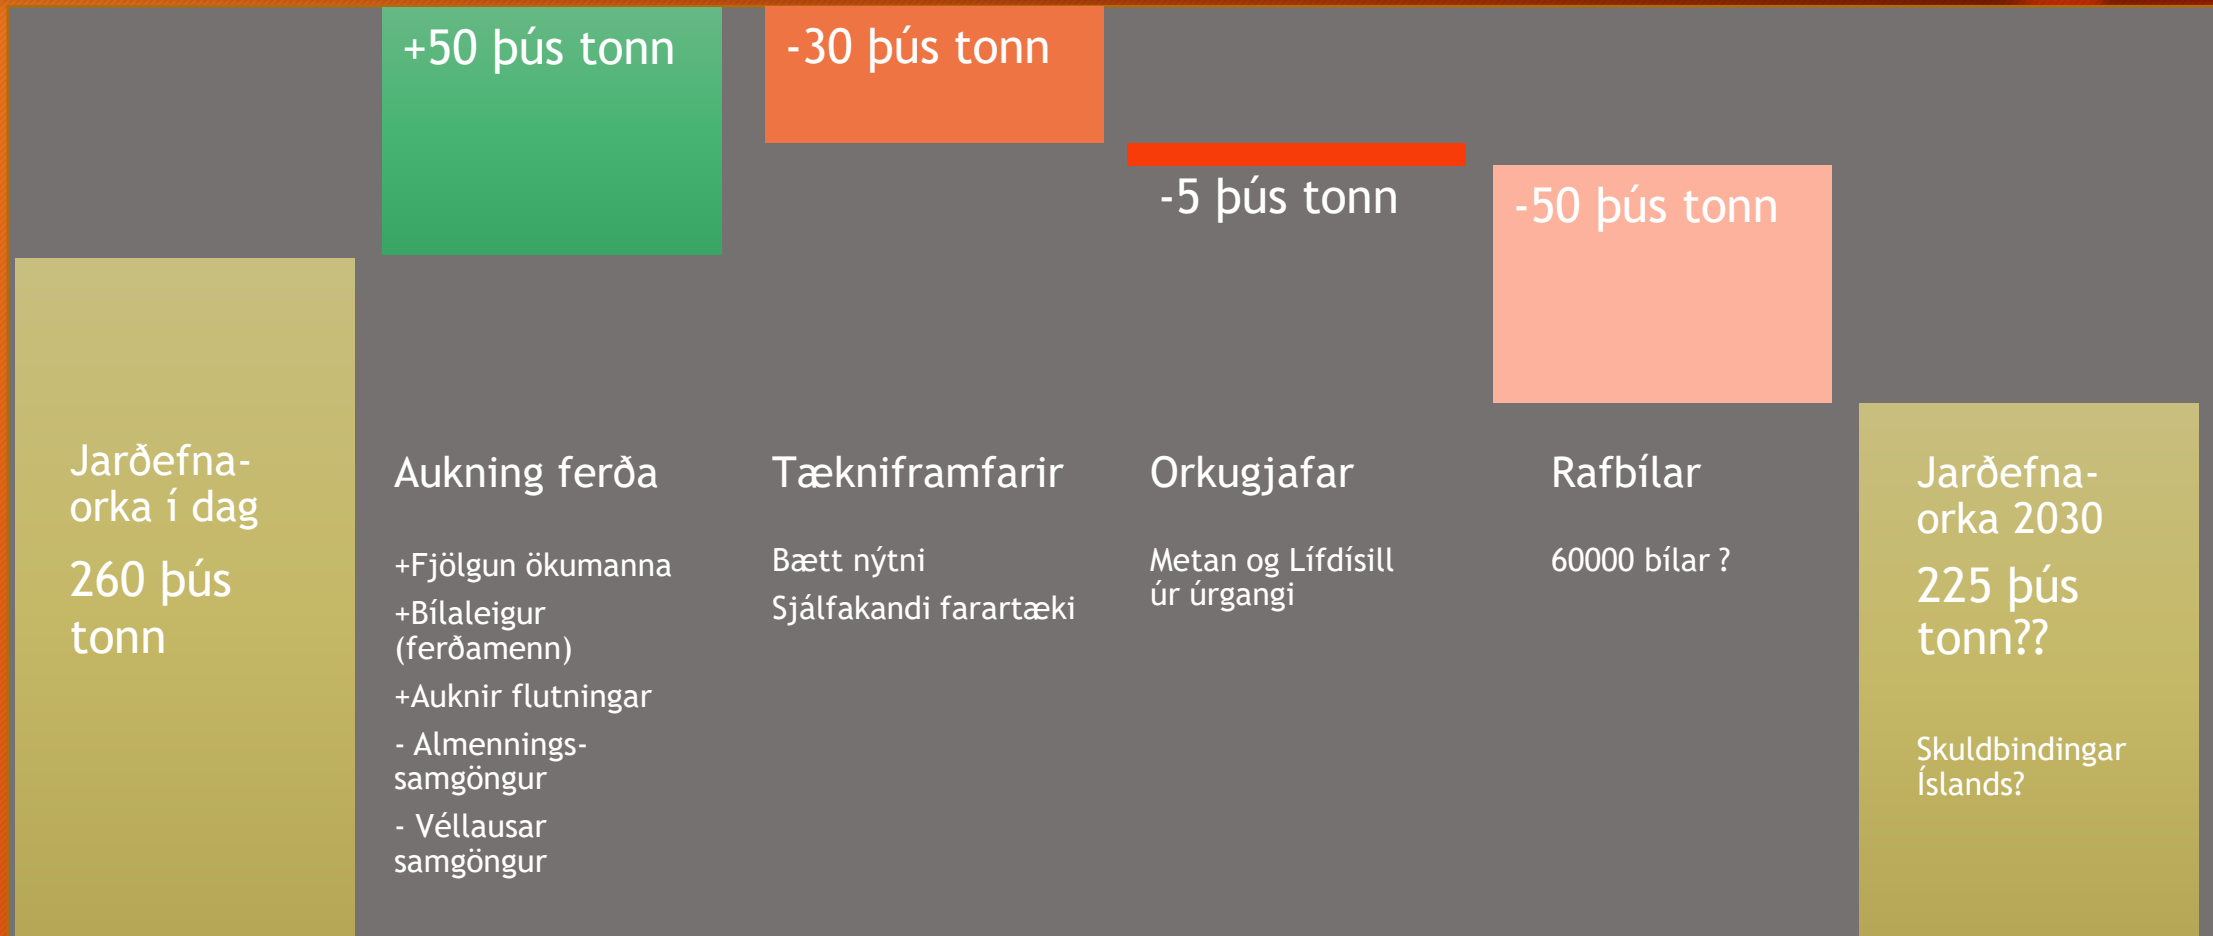 +50 þús tonn
-30 þús tonn
-5 þús tonn
-50 þús tonn
Jarðefna-
orka í dag
260 þús
tonn
Aukning ferða
+Fjölgun ökumanna
+Bílaleigur
(ferðamenn)
+Auknir flutningar
- Almennings-
samgöngur
- Véllausar
samgöngur
Tækniframfarir
Bætt nýtni
Sjálfakandi farartæki
Orkugjafar
Metan og Lífdísill
úr úrgangi
Rafbílar
60000 bílar ?
Jarðefna-
orka 2030
225 þús
tonn??
Skuldbindingar
Íslands?